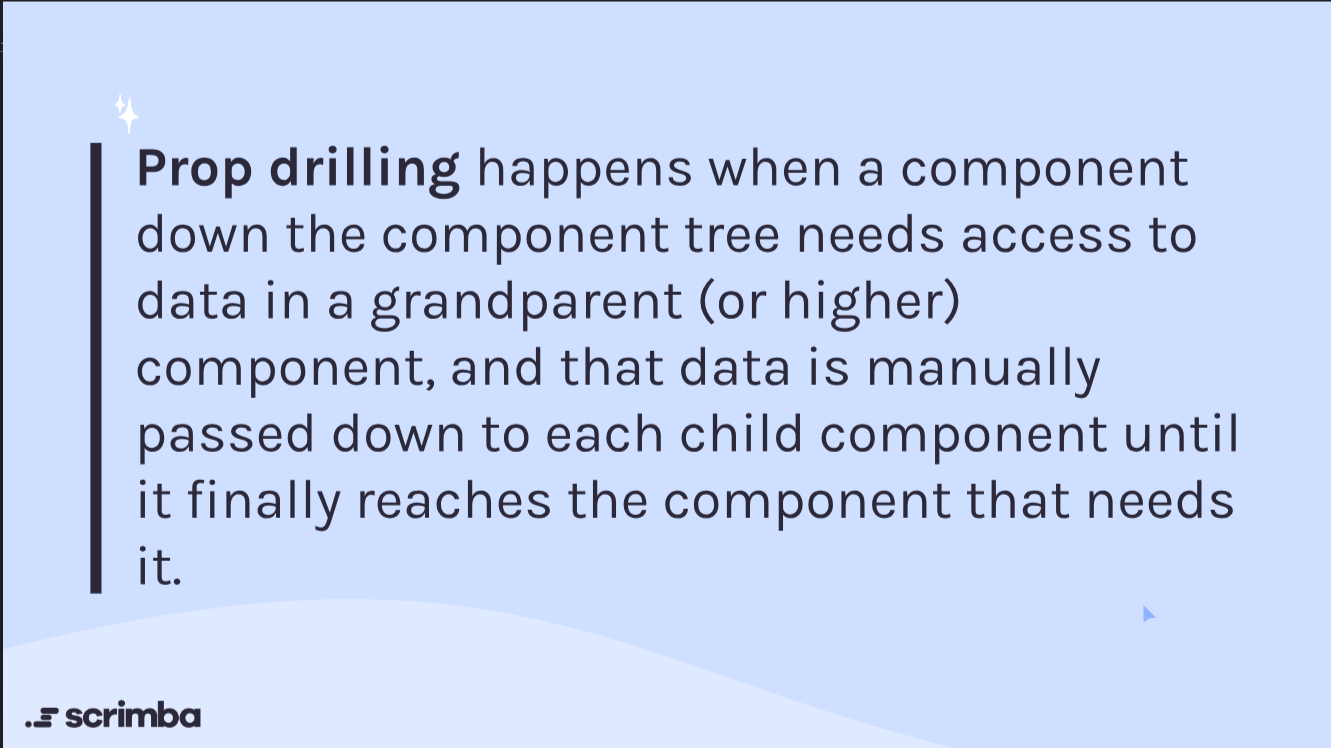 Prop drilling happens when a component
down the component tree needs access to
data in a grandparent (or higher)
component, and that data is manually
passed down to each child component until
it finally reaches the component that needs
it.
scrimba